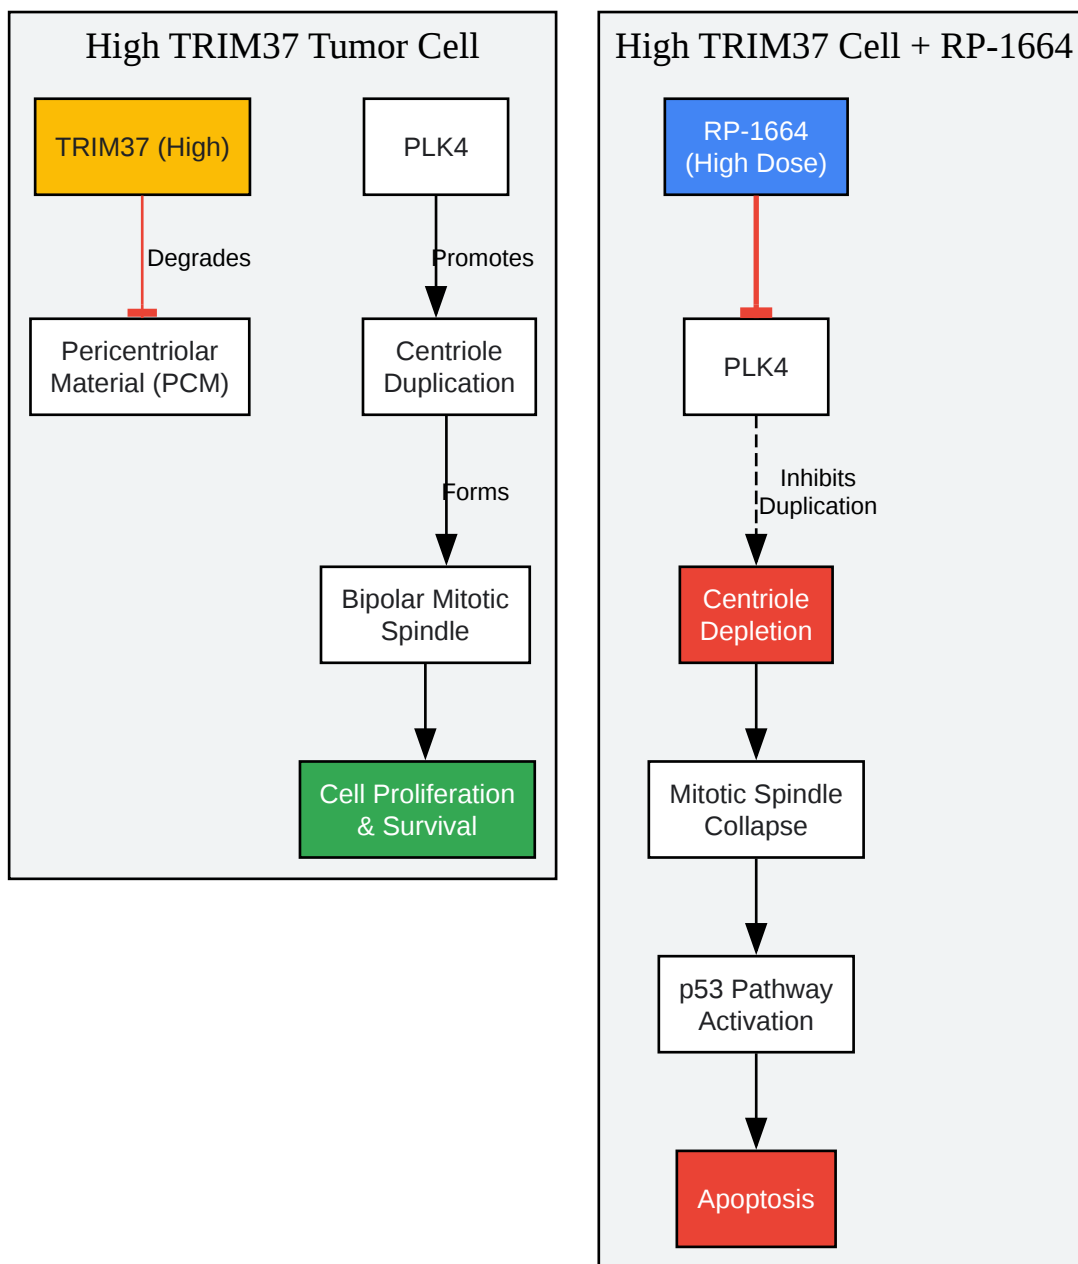 High TRIM37 Tumor Cell
TRIM37 (High)
PLK4
Degrades
Promotes
Pericentriolar
Material (PCM)
Centriole
Duplication
Forms
Bipolar Mitotic
Spindle
Cell Proliferation
& Survival
High TRIM37 Cell + RP-1664
RP-1664
(High Dose)
PLK4
Inhibits
Duplication
Centriole
Depletion
Mitotic Spindle
Collapse
p53 Pathway
Activation
Apoptosis